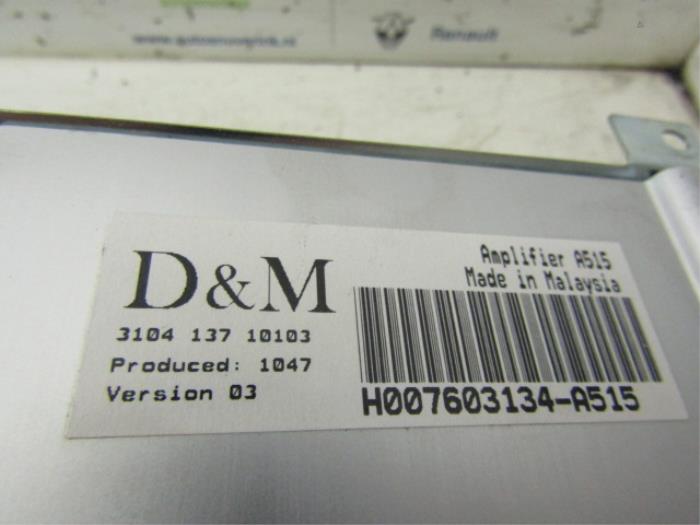 Renault
D&M
3104 137 10103
Produced: 1047
Version 03
Amplifier A515
Made in Malaysia
H007603134-A515